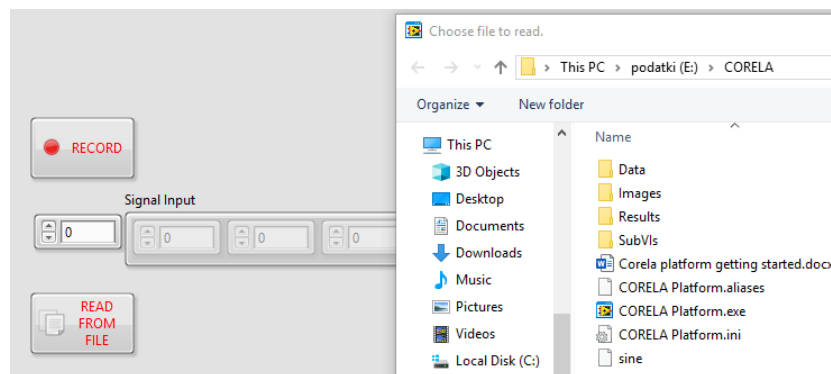 RECORD
Signal Input
0
0
0
0
READ
FROM
FILE
Choose file to read.
This PC > podatki (E:) > CORELA
Organize
New folder
This PC
3D Objects
Desktop
Documents
Downloads
Music
Pictures
Videos
Local Disk (C:)
Name
Data
Images
Results
SubVIs
Corela platform getting started.docx
CORELA Platform.aliases
CORELA Platform.exe
CORELA Platform.ini
sine